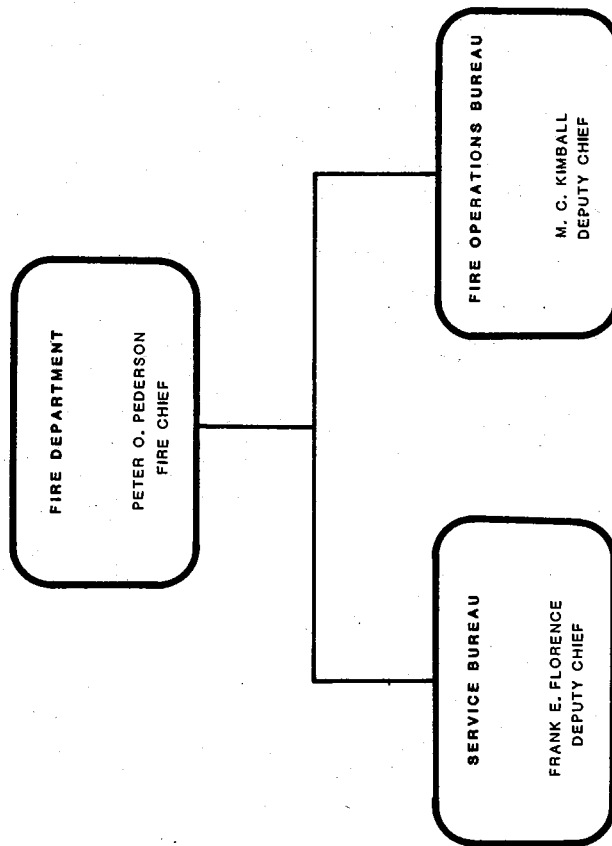 FIRE DEPARTMENT
PETER O. PEDERSON
FIRE CHIEF
SERVICE BUREAU
FRANK E. FLORENCE
DEPUTY CHIEF
FIRE OPERATIONS BUREAU
M. C. KIMBALL
DEPUTY CHIEF